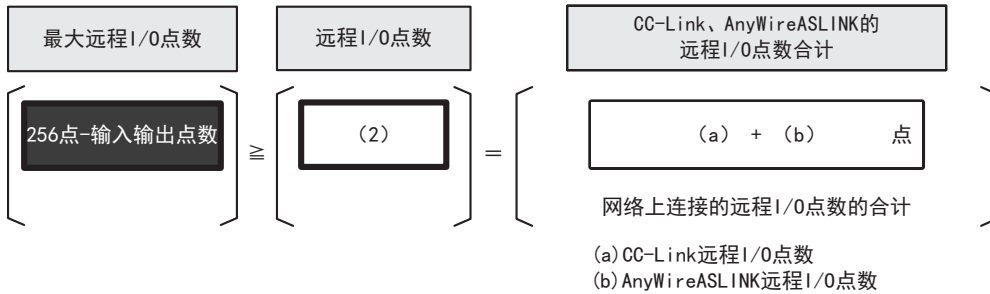 最大远程I/O点数
远程I/O点数
CC-Link、AnyWireASLINK的
远程I/O点数合计
256点-输入输出点数
≧
(2)
=
(a) + (b) 点
网络上连接的远程I/O点数的合计
(a)CC-Link远程I/O点数
(b)AnyWireASLINK远程I/O点数